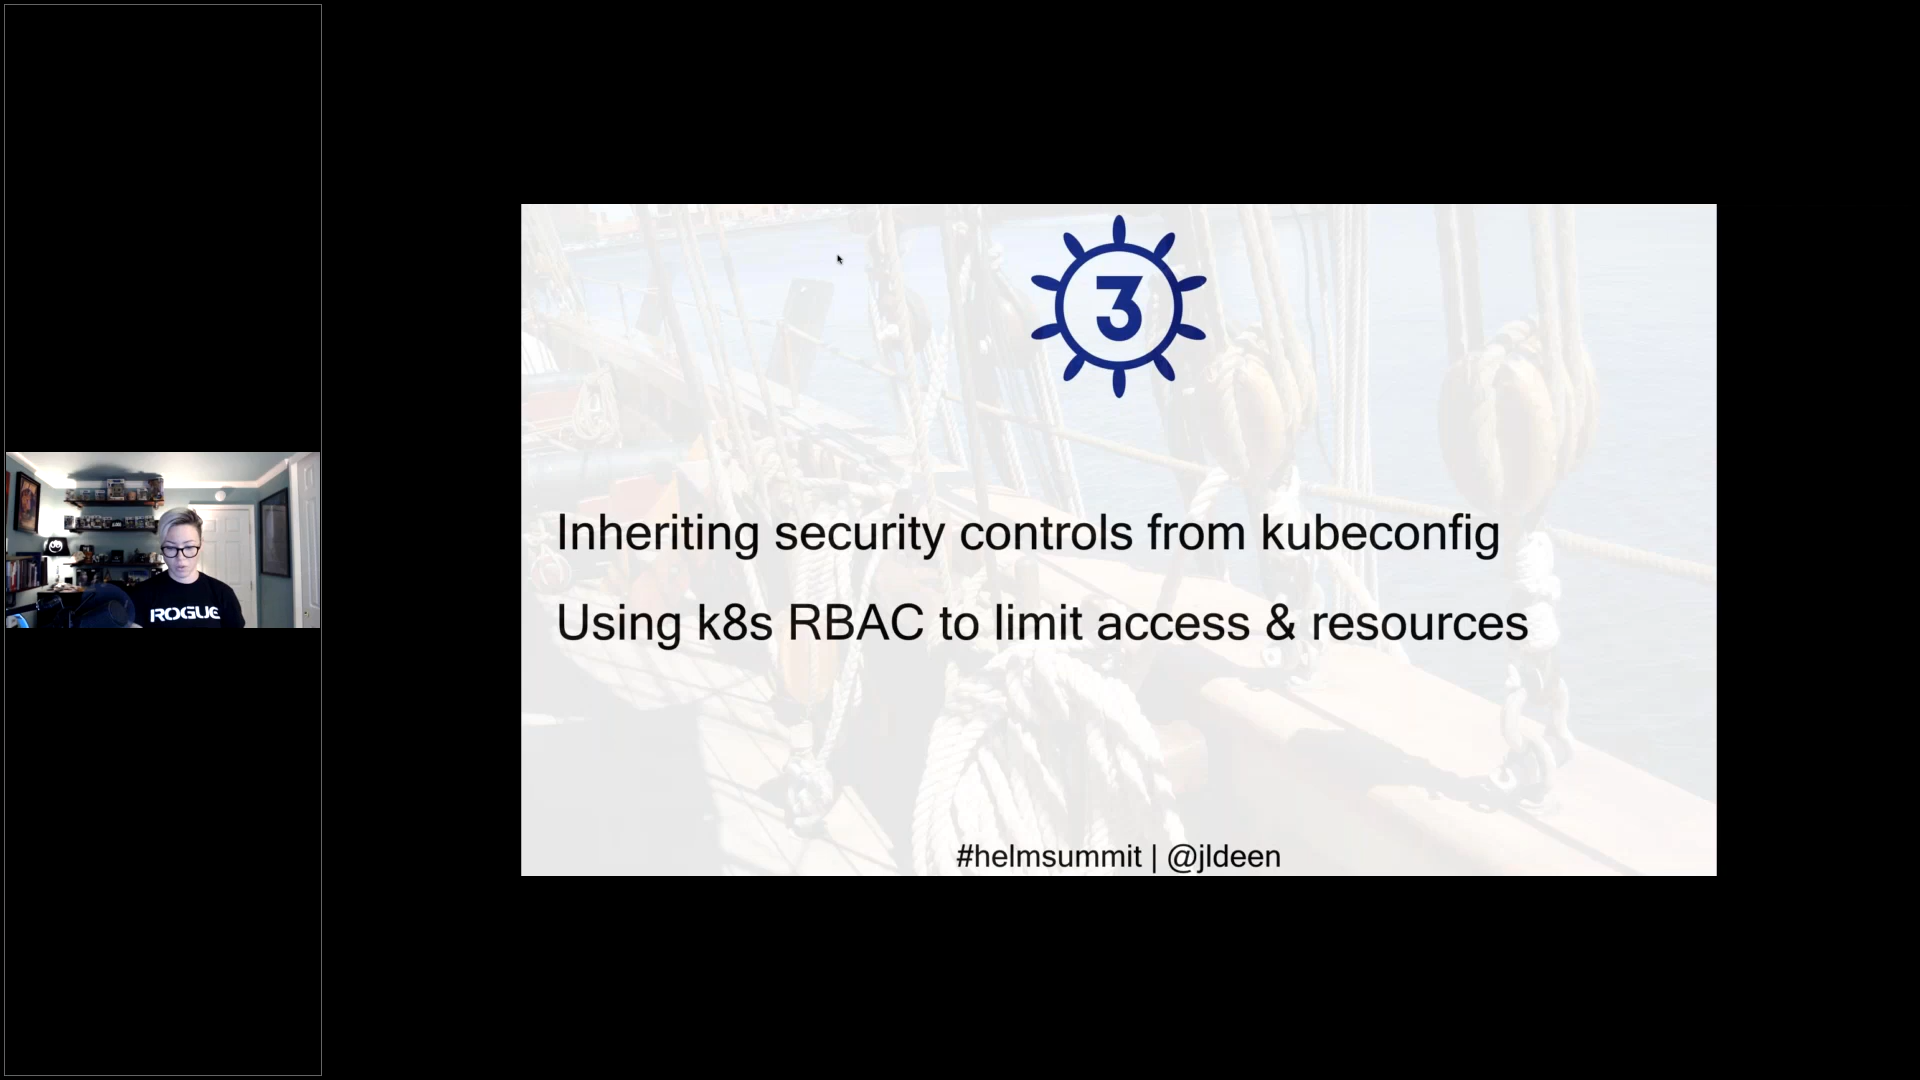 ROGUE
3
Inheriting security controls from kubeconfig
Using k8s RBAC to limit access & resources
#helmsummit | @jldeen